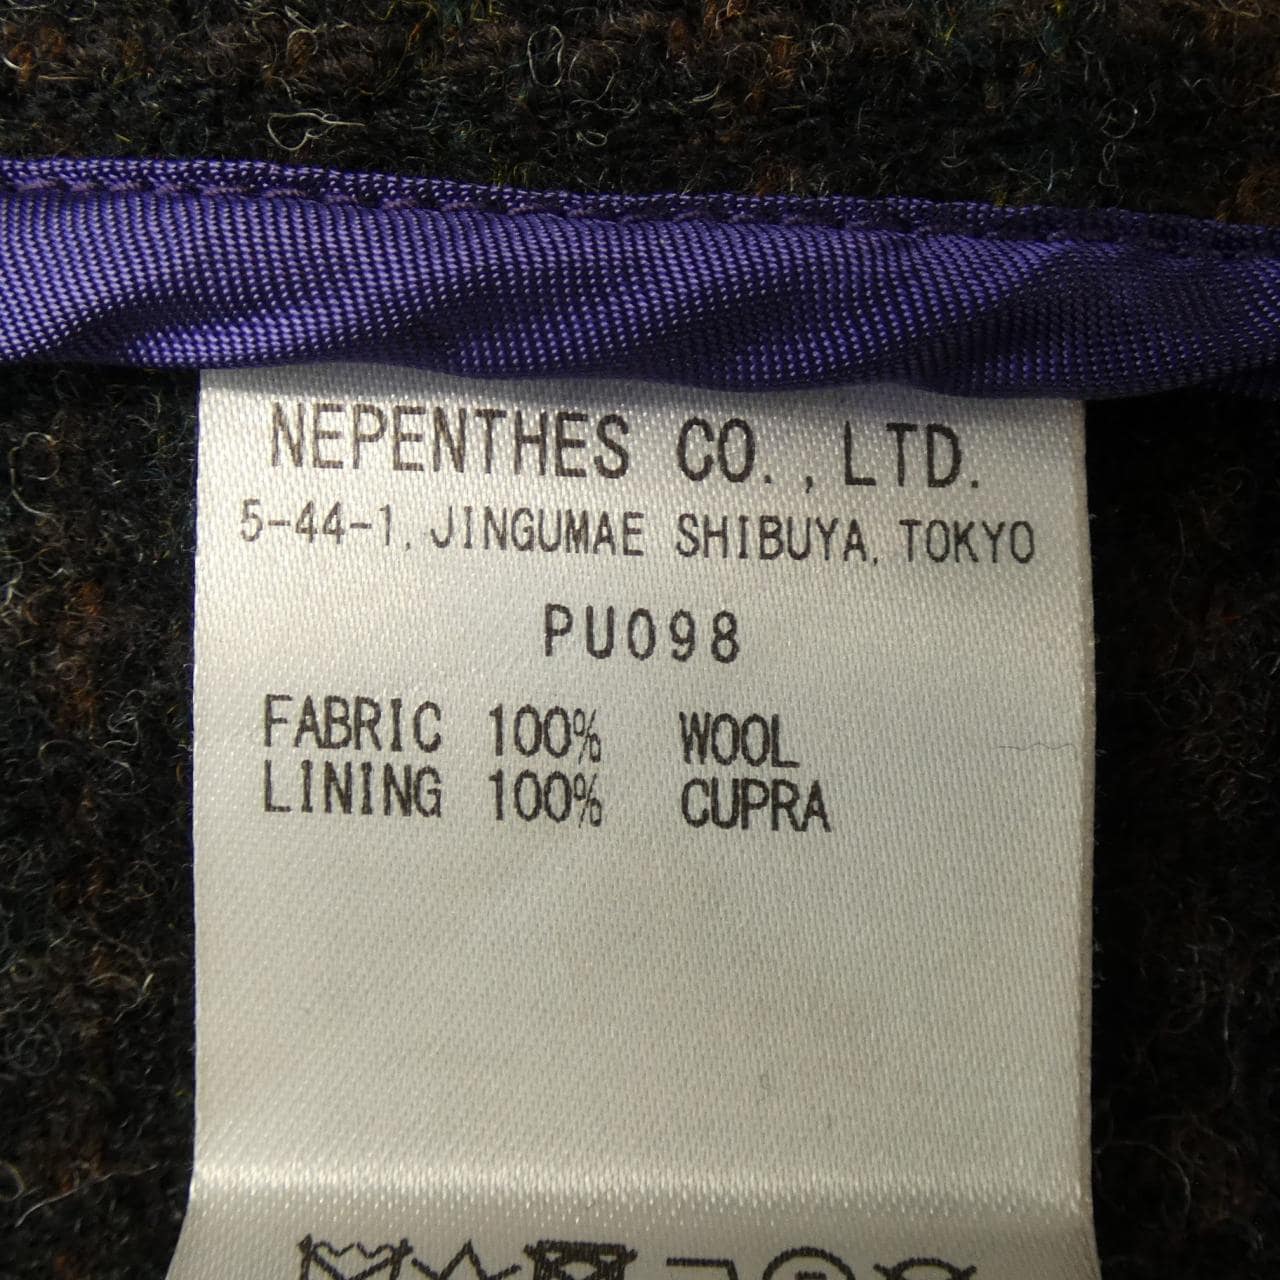 NEPENTHES CO., LTD.
5-44-1, JINGUMAE SHIBUYA, TOKYO
PU098
FABRIC 100% WOOL
LINING 100% CUPRA